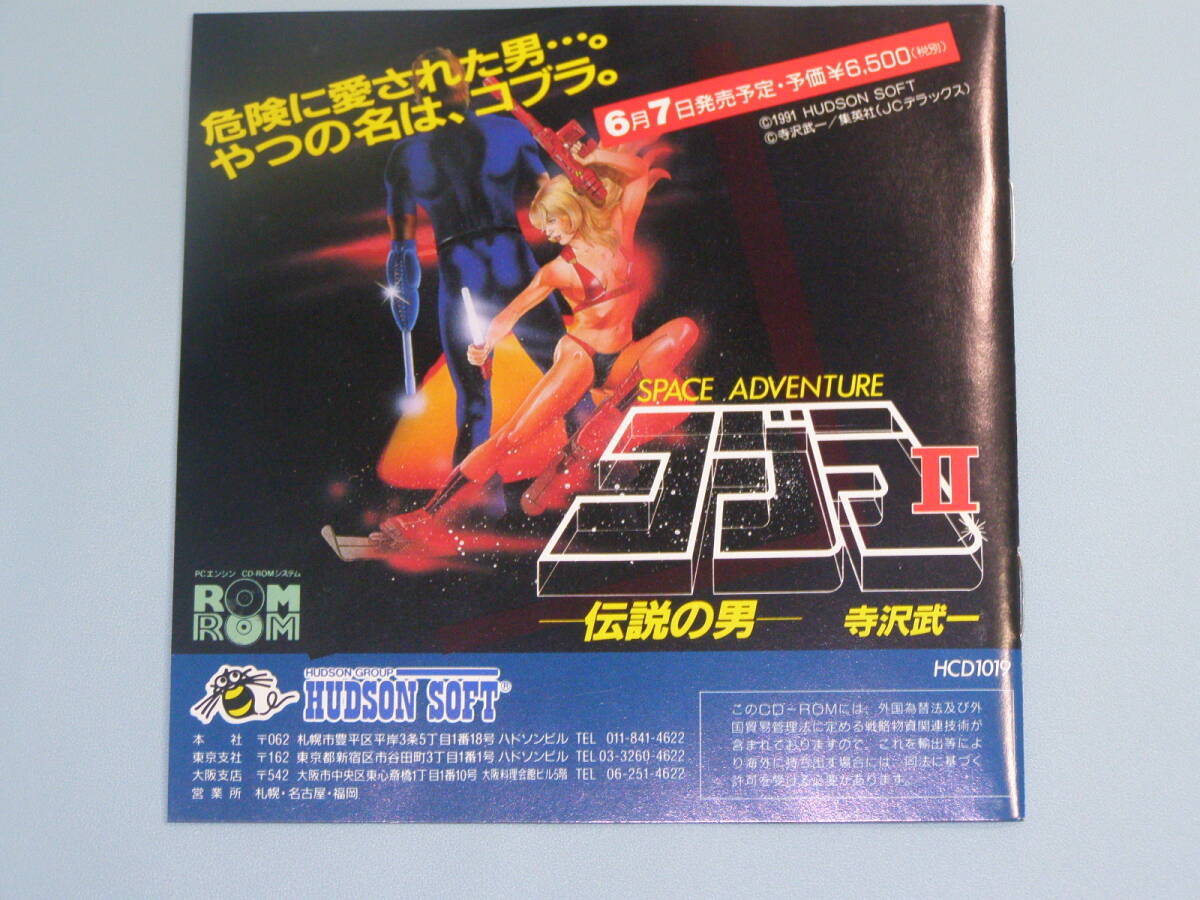 危険に愛された男…。
やつの名は、コブラ。
6月7日発売予定・予価¥6,500(税別)
©1991 HUDSON SOFT
©寺沢武一／集英社(JCデラックス)
SPACE ADVENTURE
コブラII
伝説の男
寺沢武一
PCエンジン CD-ROMシステム
ROM
ROM
HUDSON GROUP
HUDSON SOFT®
HCD1019
本社 〒062 札幌市豊平区平岸3条5丁目1番18号 ハドソンビル TEL 011-841-4622
東京支社 〒162 東京都新宿区市谷田町3丁目1番1号 ハドソンビル TEL 03-3260-4622
大阪支店 〒542 大阪市中央区東心斎橋1丁目1番10号 大阪料理会館ビル5階 TEL 06-251-4622
営業所 札幌・名古屋・福岡
このCD-ROMには、外国為替法及び外
国貿易管理法に定める戦略物資関連技術が
含まれておりますので、これを輸出等によ
り海外に持ち出す場合には、同法に基づく
許可を受ける必要があります。